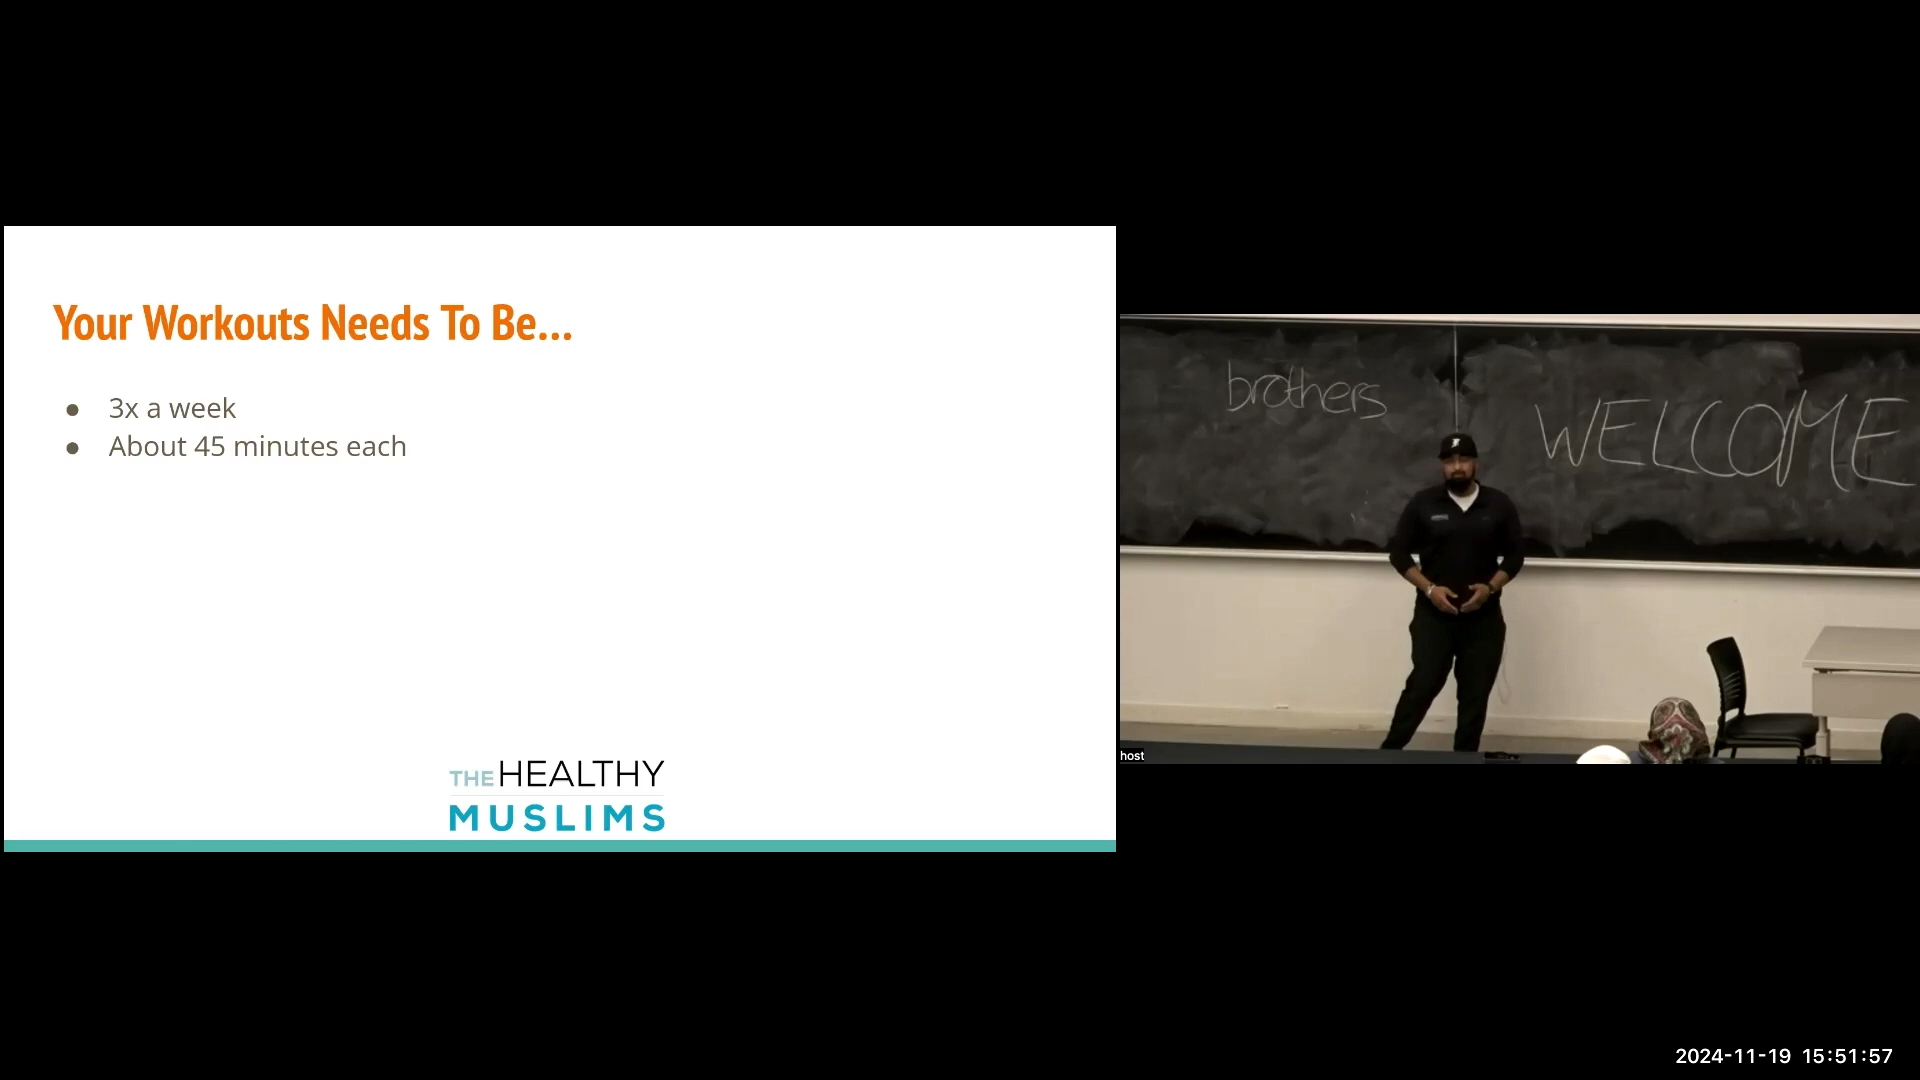 Your Workouts Needs To Be...
● 3x a week
● About 45 minutes each
THE HEALTHY
MUSLIMS
brothers
WELCOME
host
2024-11-19 15:51:57